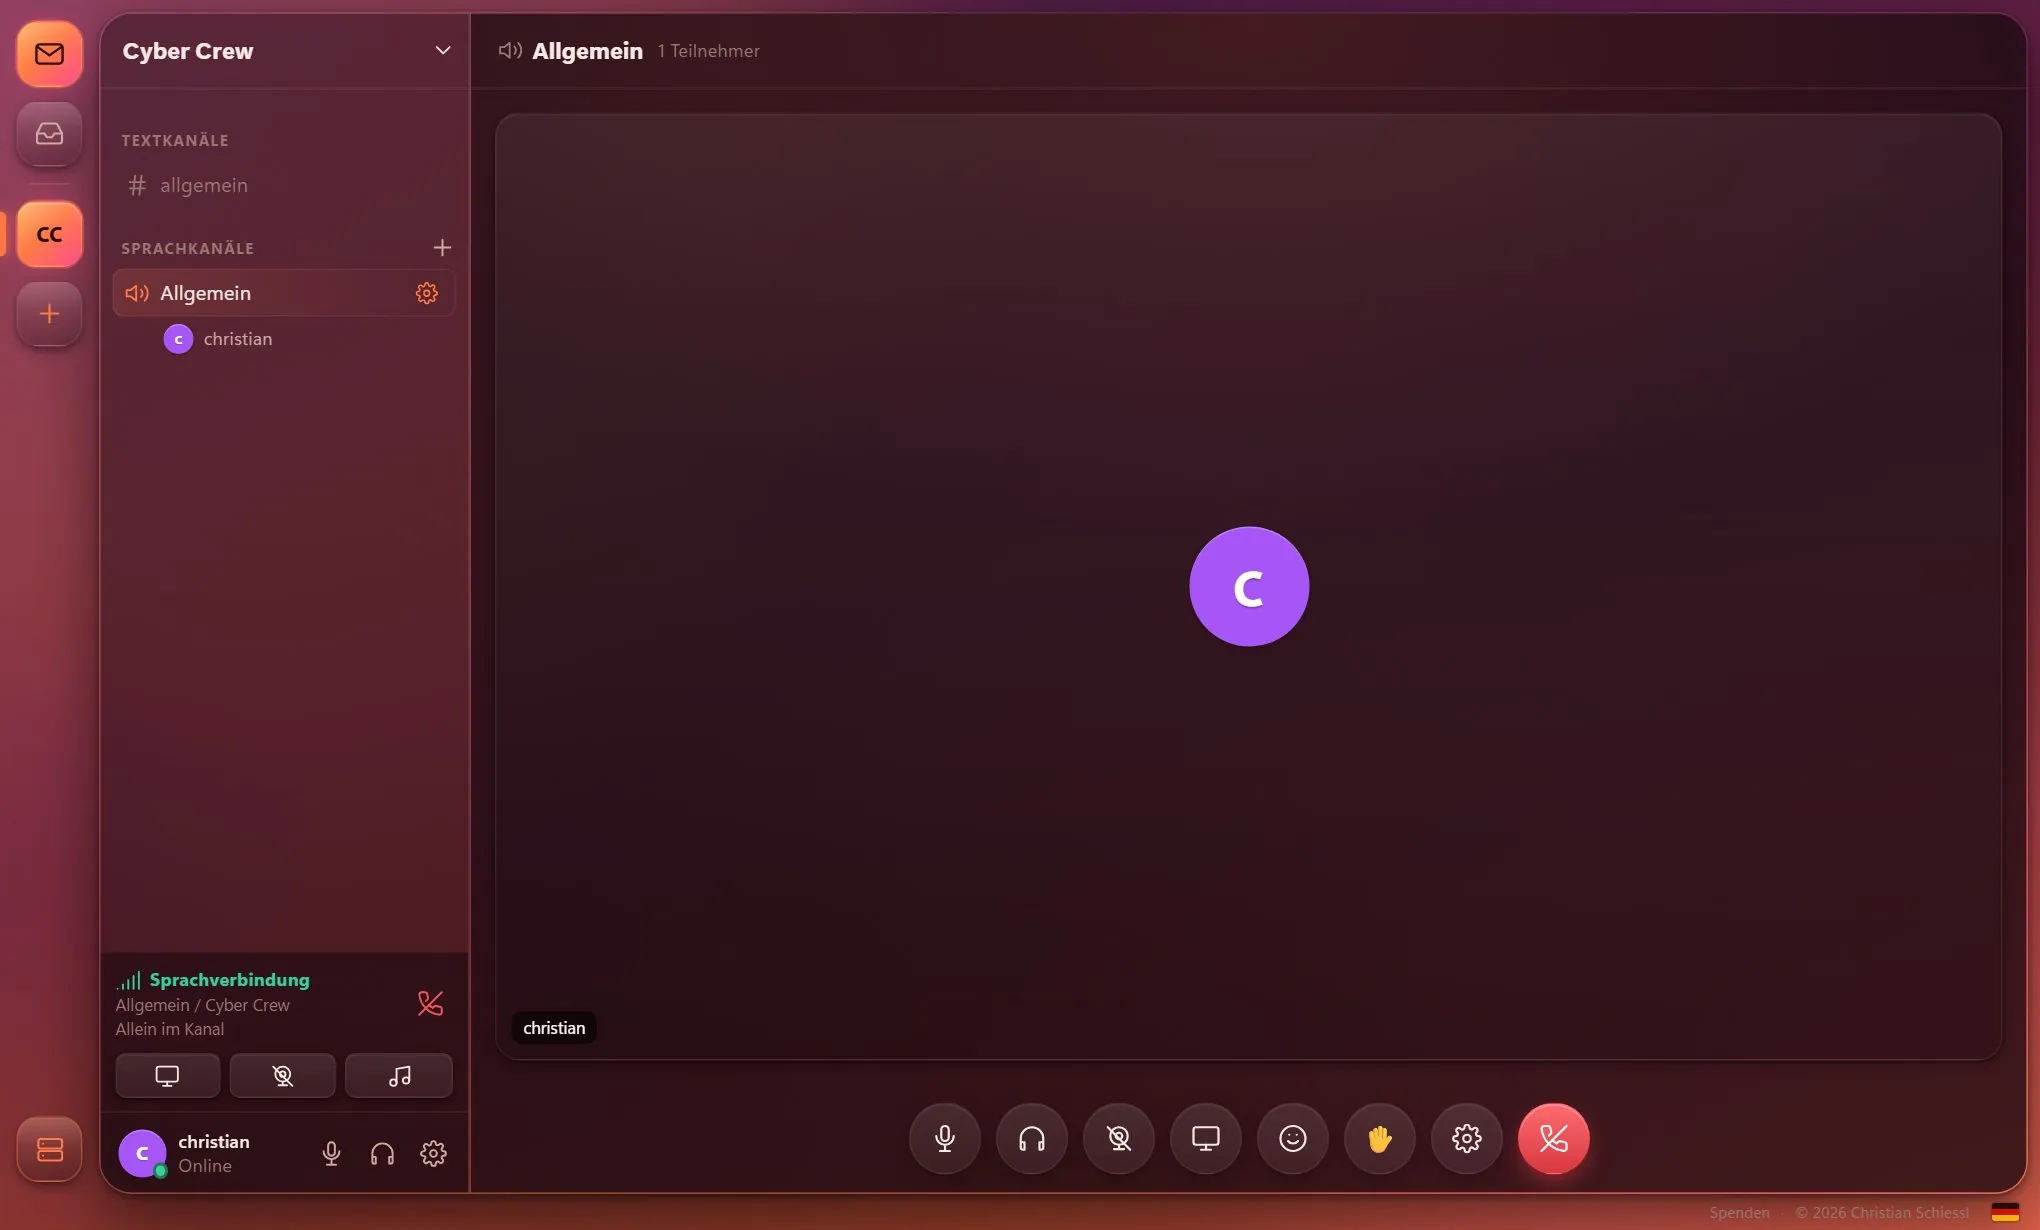 Cyber Crew
Allgemein 1 Teilnehmer
TEXTKANÄLE
# allgemein
CC
SPRACHKANÄLE
Allgemein
C christian
C
christian
Sprachverbindung
Allgemein / Cyber Crew
Allein im Kanal
C christian
Online
Spenden © 2026 Christian Schiessl